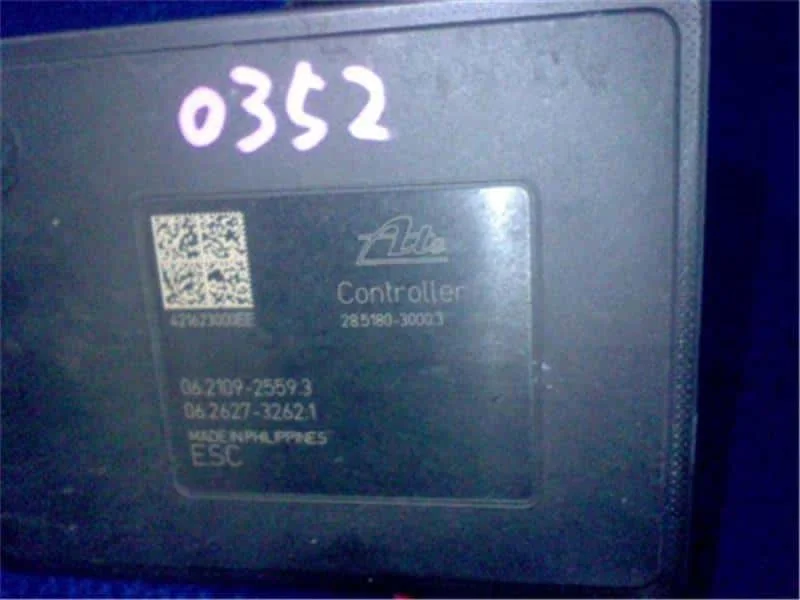 0352
Ate
Controller
28.5180-3000.3
421623000EE
06.2109-2559.3
06.2627-3262.1
MADE IN PHILIPPINES
ESC